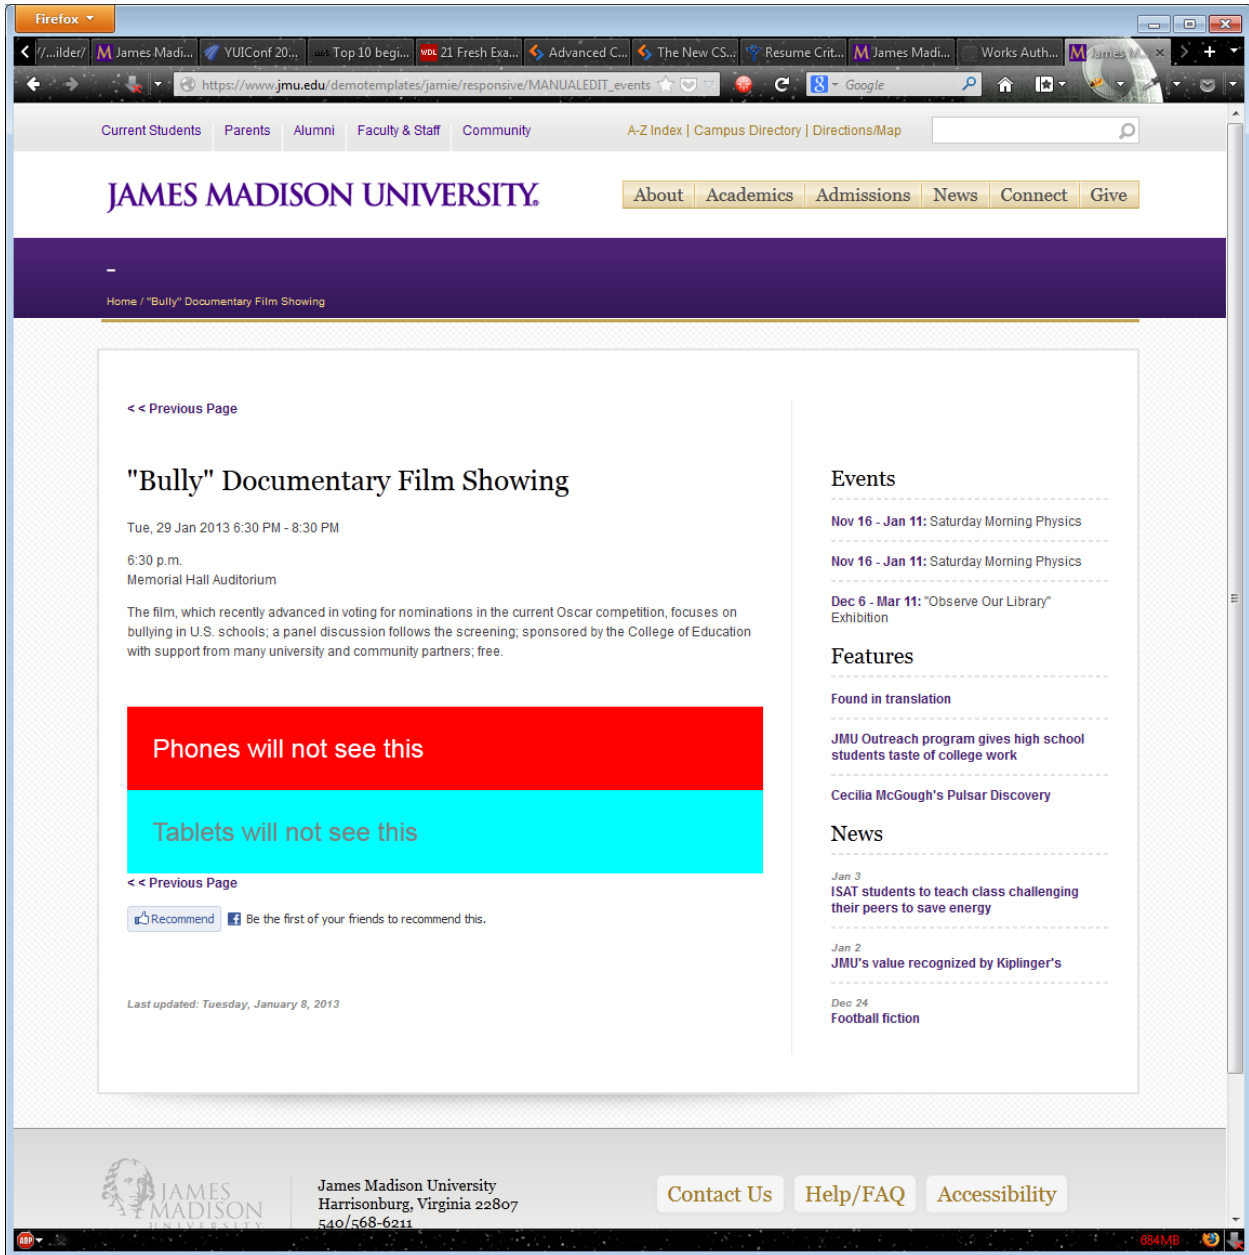 Firefox
//...ilder/ James Madi... YUIConf 20... Top 10 begi... 21 Fresh Exa... Advanced C... The New CS... Resume Crit... James Madi... Works Auth... James M...
https://www.jmu.edu/demotemplates/jamie/responsive/MANUALEDIT_events Google
Current Students Parents Alumni Faculty & Staff Community A-Z Index | Campus Directory | Directions/Map
JAMES MADISON UNIVERSITY. About Academics Admissions News Connect Give
-
Home / "Bully" Documentary Film Showing
< < Previous Page
"Bully" Documentary Film Showing
Tue, 29 Jan 2013 6:30 PM - 8:30 PM
6:30 p.m.
Memorial Hall Auditorium
The film, which recently advanced in voting for nominations in the current Oscar competition, focuses on
bullying in U.S. schools; a panel discussion follows the screening; sponsored by the College of Education
with support from many university and community partners; free.
Phones will not see this
Tablets will not see this
< < Previous Page
Recommend Be the first of your friends to recommend this.
Last updated: Tuesday, January 8, 2013
Events
Nov 16 - Jan 11: Saturday Morning Physics
Nov 16 - Jan 11: Saturday Morning Physics
Dec 6 - Mar 11: "Observe Our Library"
Exhibition
Features
Found in translation
JMU Outreach program gives high school
students taste of college work
Cecilia McGough's Pulsar Discovery
News
Jan 3
ISAT students to teach class challenging
their peers to save energy
Jan 2
JMU's value recognized by Kiplinger's
Dec 24
Football fiction
JAMES
MADISON
UNIVERSITY
James Madison University
Harrisonburg, Virginia 22807
540/568-6211
Contact Us Help/FAQ Accessibility
ABP 684MB